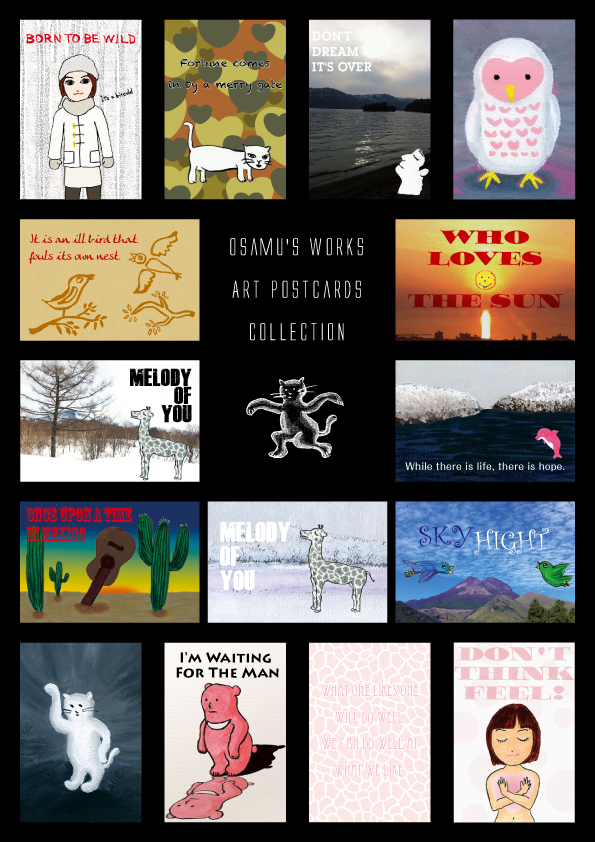 BORN TO BE WILD
It's a biwald
Fortune comes
in by a merry gate
DON'T
DREAM
IT'S OVER
It is an ill bird that
fouls its own nest
OSAMU'S WORKS
ART POSTCARDS
COLLECTION
WHO
LOVES
THE SUN
MELODY
OF
YOU
While there is life, there is hope.
ONCE UPON A TIME
IN MEXICO
MELODY
OF
YOU
SKY HIGHT
I'M WAITING
FOR THE MAN
WHAT ONE LIKES ONE
WILL DO WELL
WE CAN DO WELL AT
WHAT WE LIKE
DON'T
THINK
FEEL!